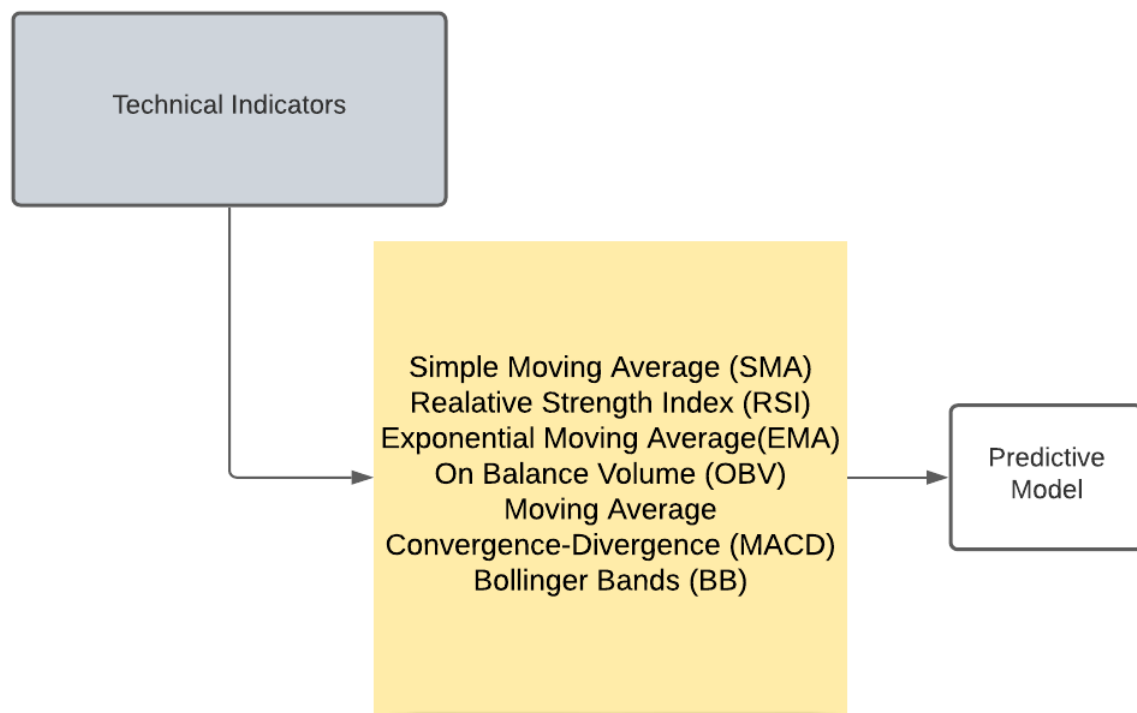 Technical Indicators
Simple Moving Average (SMA)
Realative Strength Index (RSI)
Exponential Moving Average(EMA)
On Balance Volume (OBV)
Moving Average
Convergence-Divergence (MACD)
Bollinger Bands (BB)
Predictive
Model